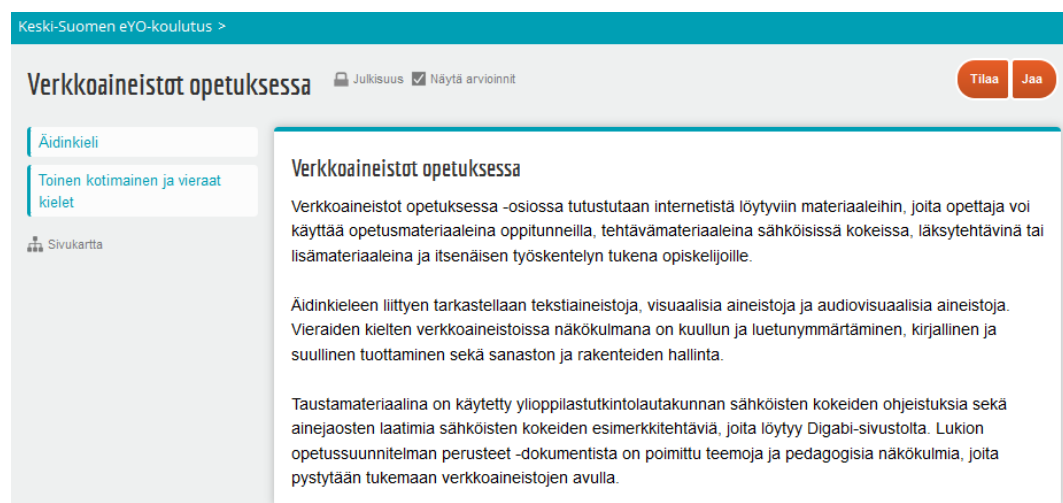 Keski-Suomen eYO-koulutus >
Verkkoaineistot opetuksessa
Julkisuus
Näytä arvioinnit
Tilaa
Jaa
Äidinkieli
Toinen kotimainen ja vieraat
kielet
Sivukartta
Verkkoaineistot opetuksessa
Verkkoaineistot opetuksessa -osiossa tutustutaan internetistä löytyviin materiaaleihin, joita opettaja voi
käyttää opetusmateriaaleina oppitunneilla, tehtävämateriaaleina sähköisissä kokeissa, läksytehtävinä tai
lisämateriaaleina ja itsenäisen työskentelyn tukena opiskelijoille.
Äidinkieleen liittyen tarkastellaan tekstiaineistoja, visuaalisia aineistoja ja audiovisuaalisia aineistoja.
Vieraiden kielten verkkoaineistoissa näkökulmana on kuullun ja luetunymmärtäminen, kirjallinen ja
suullinen tuottaminen sekä sanaston ja rakenteiden hallinta.
Taustamateriaalina on käytetty ylioppilastutkintolautakunnan sähköisten kokeiden ohjeistuksia sekä
ainejaosten laatimia sähköisten kokeiden esimerkkitehtäviä, joita löytyy Digabi-sivustolta. Lukion
opetussuunnitelman perusteet -dokumentista on poimittu teemoja ja pedagogisia näkökulmia, joita
pystytään tukemaan verkkoaineistojen avulla.